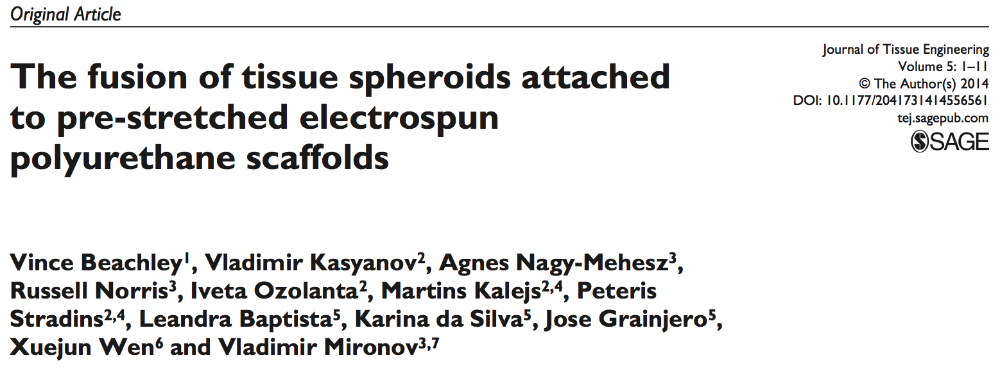 Original Article
The fusion of tissue spheroids attached
to pre-stretched electrospun
polyurethane scaffolds
Journal of Tissue Engineering
Volume 5: 1–11
© The Author(s) 2014
DOI: 10.1177/2041731414556561
tej.sagepub.com
SAGE
Vince Beachley1, Vladimir Kasyanov2, Agnes Nagy-Mehesz3,
Russell Norris3, Iveta Ozolanta2, Martins Kalejs2,4, Peteris
Stradins2,4, Leandra Baptista5, Karina da Silva5, Jose Grainjero5,
Xuejun Wen6 and Vladimir Mironov3,7